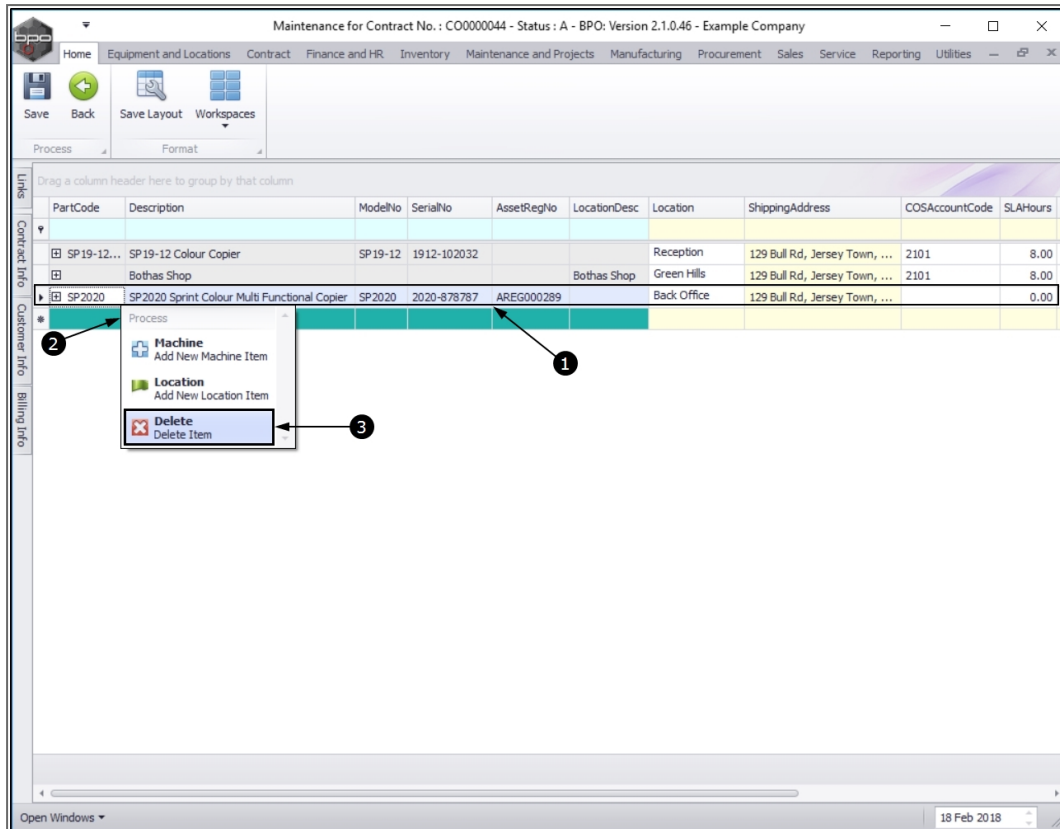 Maintenance for Contract No. : CO0000044 - Status : A - BPO: Version 2.1.0.46 - Example Company
bpo
Home Equipment and Locations Contract Finance and HR Inventory Maintenance and Projects Manufacturing Procurement Sales Service Reporting Utilities
Save Back Save Layout Workspaces
Process Format
Links
Contract Info
Customer Info
Billing Info
Drag a column header here to group by that column
PartCode Description ModelNo SerialNo AssetRegNo LocationDesc Location ShippingAddress COSAccountCode SLAHours
SP19-12... SP19-12 Colour Copier SP19-12 1912-102032 Reception 129 Bull Rd, Jersey Town, ... 2101 8.00
Bothas Shop Bothas Shop Green Hills 129 Bull Rd, Jersey Town, ... 2101 8.00
SP2020 SP2020 Sprint Colour Multi Functional Copier SP2020 2020-878787 AREG000289 Back Office 129 Bull Rd, Jersey Town, ... 0.00
Process
Machine
Add New Machine Item
Location
Add New Location Item
Delete
Delete Item
1
2
3
Open Windows 18 Feb 2018